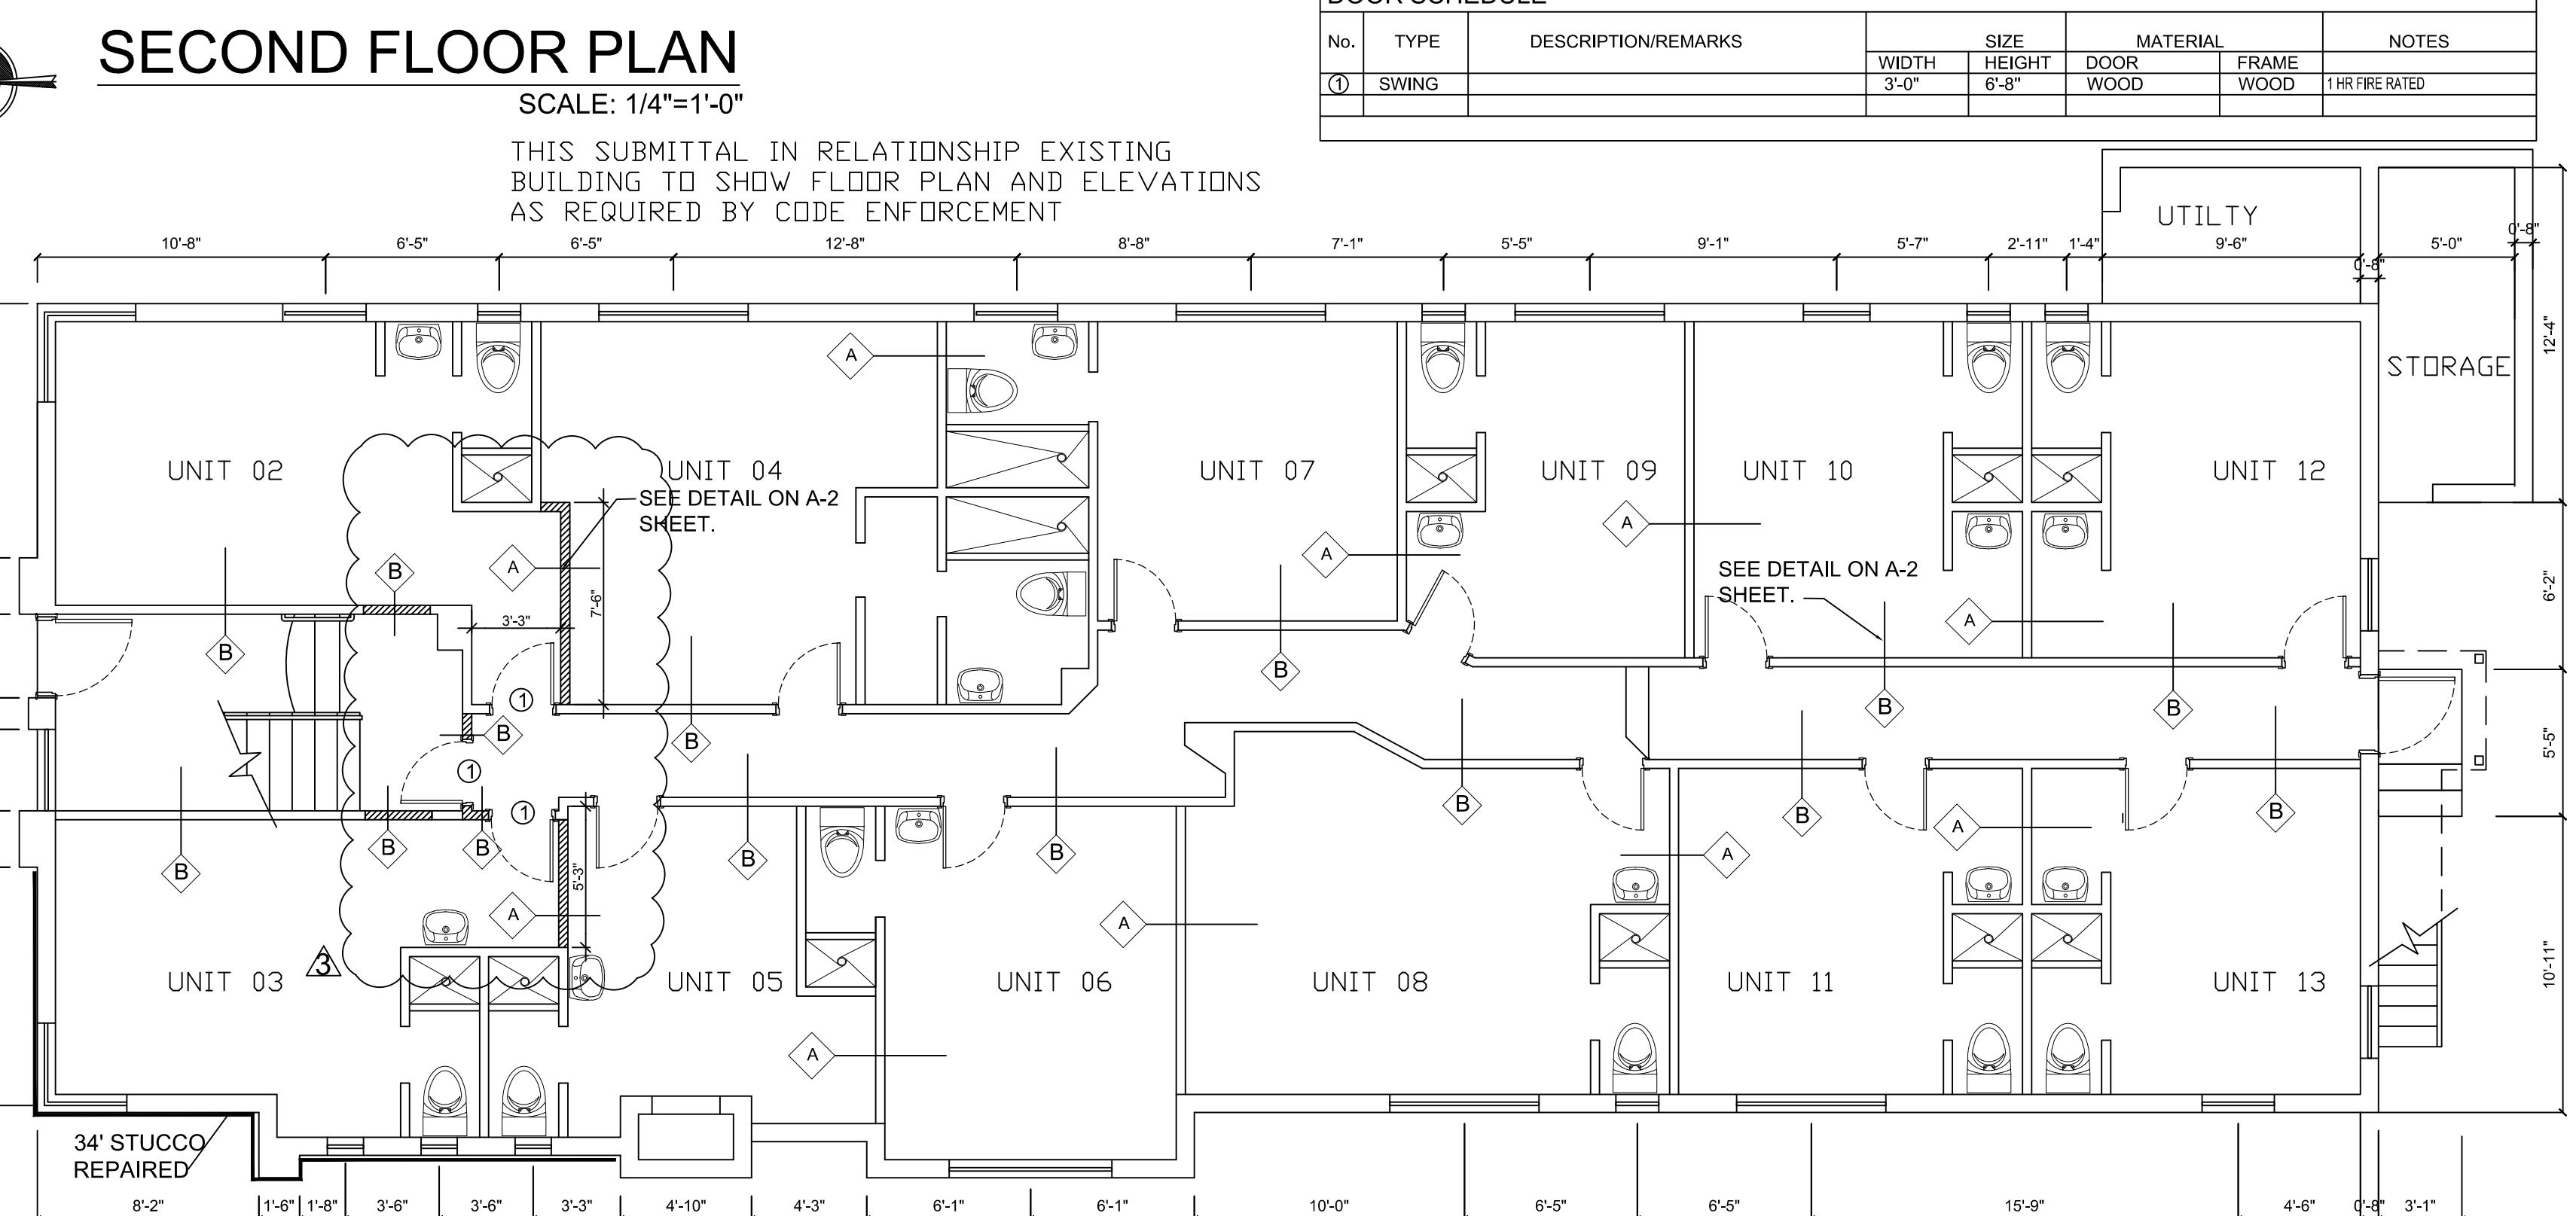 DOOR SCHEDULE
SECOND FLOOR PLAN
SCALE: 1/4"=1'-0"
No. TYPE DESCRIPTION/REMARKS SIZE MATERIAL NOTES
WIDTH HEIGHT DOOR FRAME
1 SWING 3'-0" 6'-8" WOOD WOOD 1 HR FIRE RATED
THIS SUBMITTAL IN RELATIONSHIP EXISTING
BUILDING TO SHOW FLOOR PLAN AND ELEVATIONS
AS REQUIRED BY CODE ENFORCEMENT
UTILTY
10'-8" 6'-5" 6'-5" 12'-8" 8'-8" 7'-1" 5'-5" 9'-1" 5'-7" 2'-11" 1'-4" 9'-6" 0'-8" 5'-0" 0'-8"
12'-4"
A
STORAGE
UNIT 02 UNIT 04 UNIT 07 UNIT 09 UNIT 10 UNIT 12
SEE DETAIL ON A-2
SHEET.
A
A
SEE DETAIL ON A-2
SHEET.
B A
7'-6"
3'-3"
A
6'-2"
B
B
1
B
B
B
B
5'-5"
1
1
B
B
B
B
A
A
B
B
B
B
B
5'-3"
A
A
3
UNIT 03 UNIT 05 UNIT 06 UNIT 08 UNIT 11 UNIT 13
10'-11"
A
34' STUCCO
REPAIRED
8'-2" 1'-6" 1'-8" 3'-6" 3'-6" 3'-3" 4'-10" 4'-3" 6'-1" 6'-1" 10'-0" 6'-5" 6'-5" 15'-9" 4'-6" 0'-8" 3'-1"